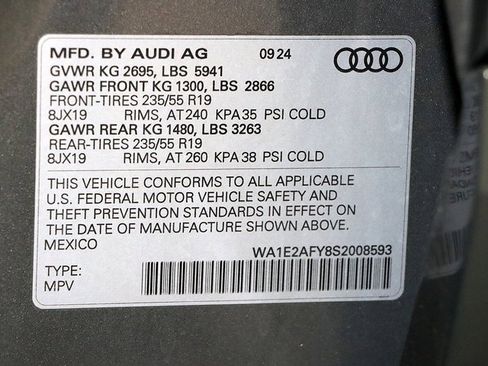 MFD. BY AUDI AG 09 24
GVWR KG 2695, LBS 5941
GAWR FRONT KG 1300, LBS 2866
FRONT-TIRES 235/55 R19
8JX19 RIMS, AT 240 KPA 35 PSI COLD
GAWR REAR KG 1480, LBS 3263
REAR-TIRES 235/55 R19
8JX19 RIMS, AT 260 KPA 38 PSI COLD
THIS VEHICLE CONFORMS TO ALL APPLICABLE
U.S. FEDERAL MOTOR VEHICLE SAFETY AND
THEFT PREVENTION STANDARDS IN EFFECT ON
THE DATE OF MANUFACTURE SHOWN ABOVE.
MEXICO
WA1E2AFY8S2008593
TYPE:
MPV